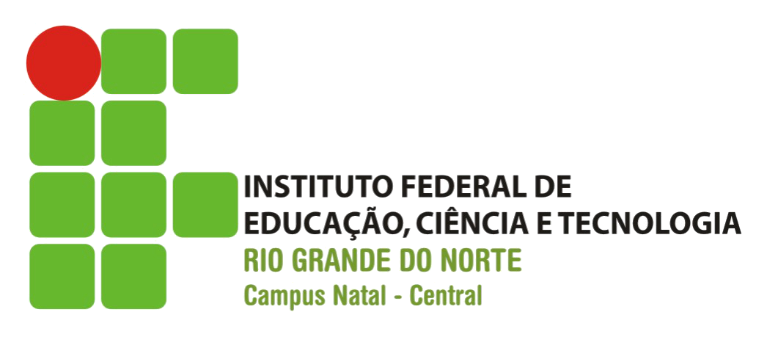 INSTITUTO FEDERAL DE
EDUCAÇÃO, CIÊNCIA E TECNOLOGIA
RIO GRANDE DO NORTE
Campus Natal - Central